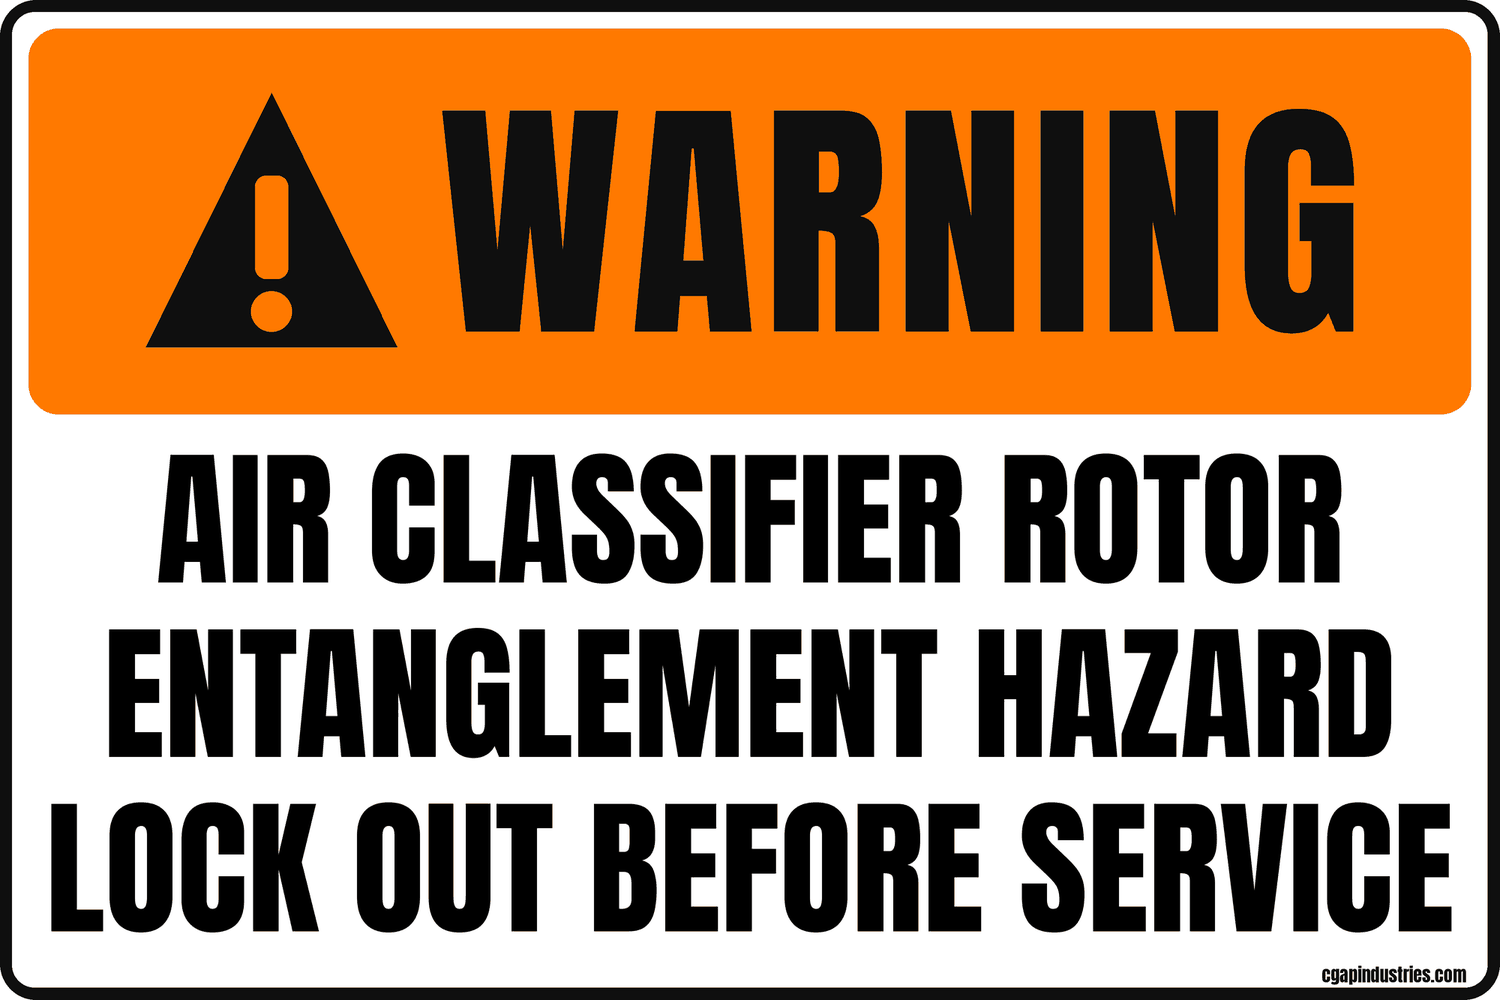 WARNING
AIR CLASSIFIER ROTOR
ENTANGLEMENT HAZARD
LOCK OUT BEFORE SERVICE
cgapindustries.com